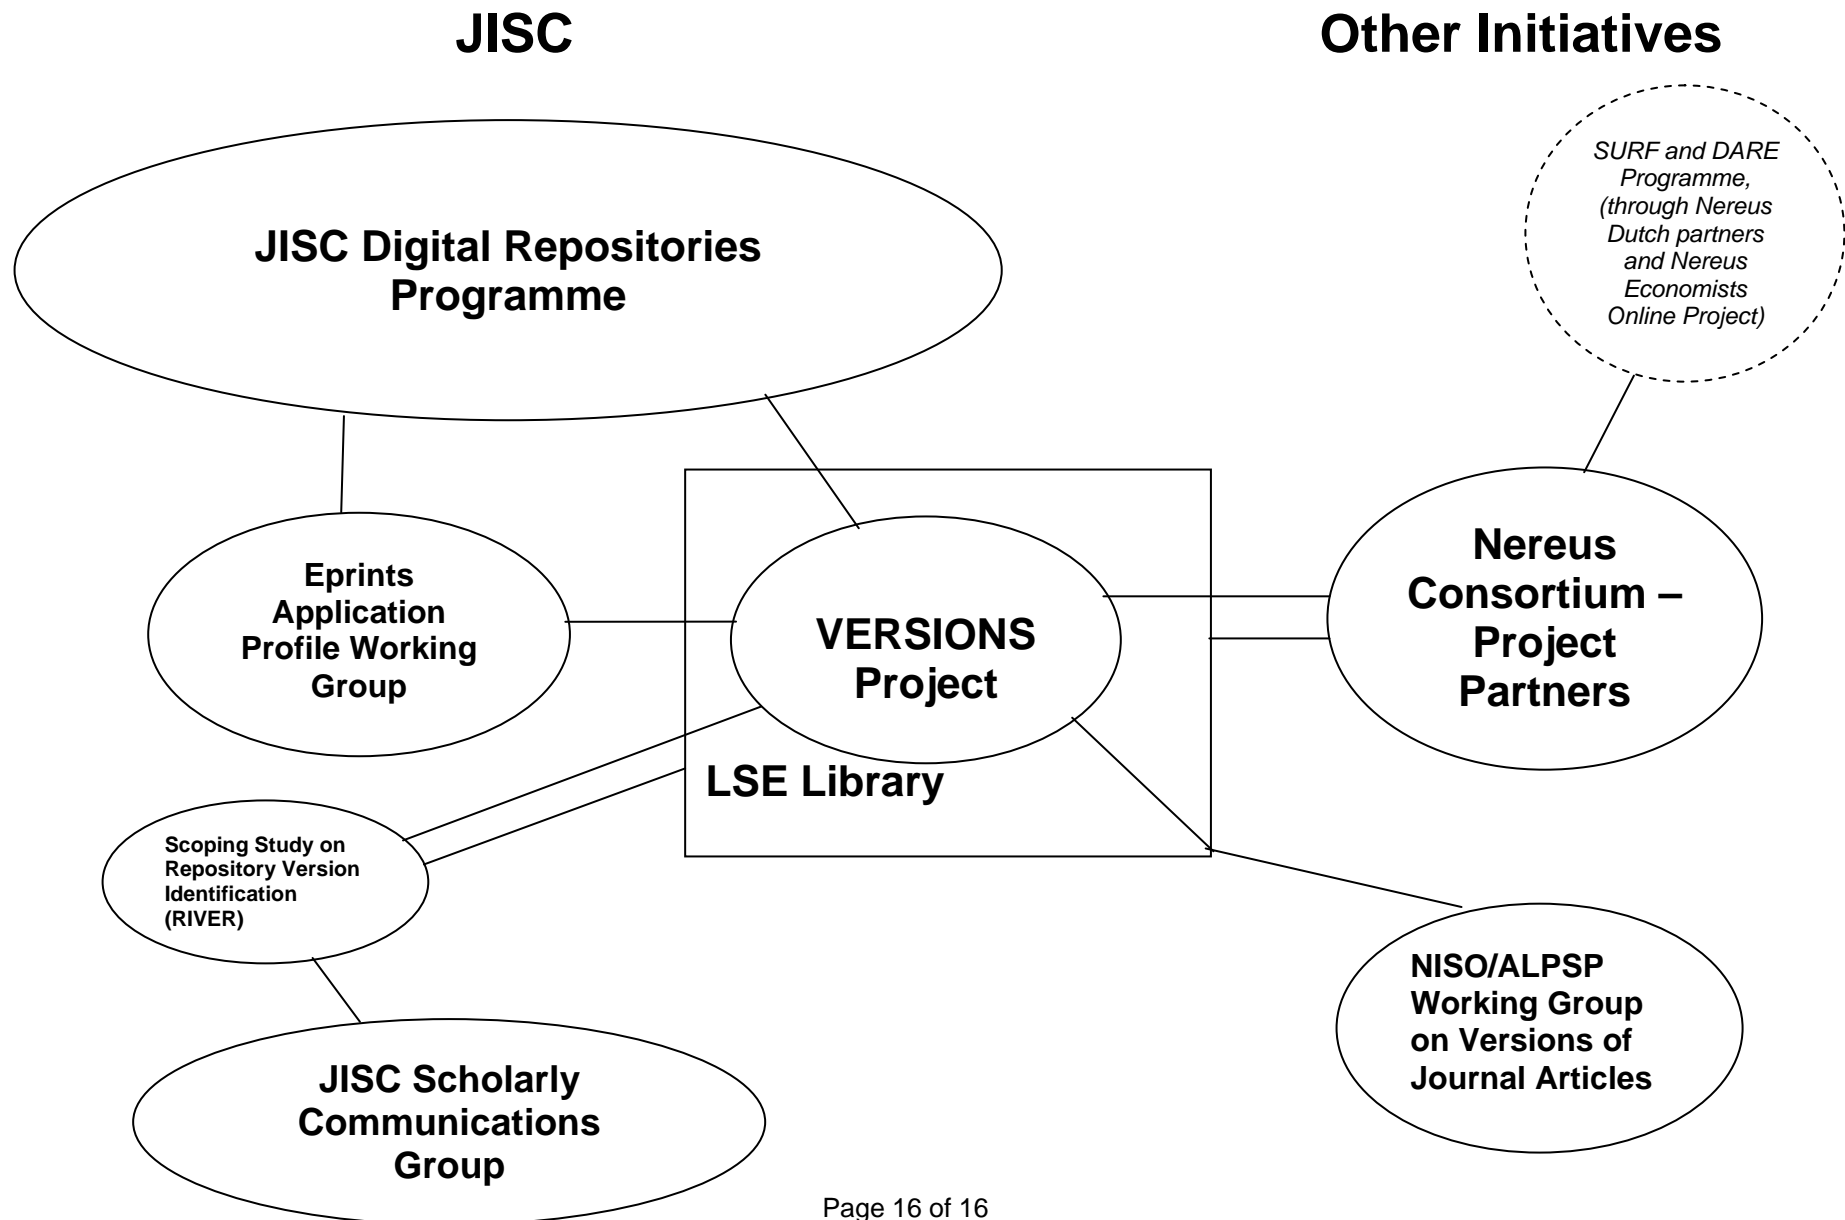 JISC
Other Initiatives
SURF and DARE
Programme,
(through Nereus
Dutch partners
and Nereus
Economists
Online Project)
JISC Digital Repositories
Programme
Nereus
Consortium –
Project
Partners
Eprints
Application
Profile Working
Group
VERSIONS
Project
LSE Library
Scoping Study on
Repository Version
Identification
(RIVER)
NISO/ALPSP
Working Group
on Versions of
Journal Articles
JISC Scholarly
Communications
Group
Page 16 of 16